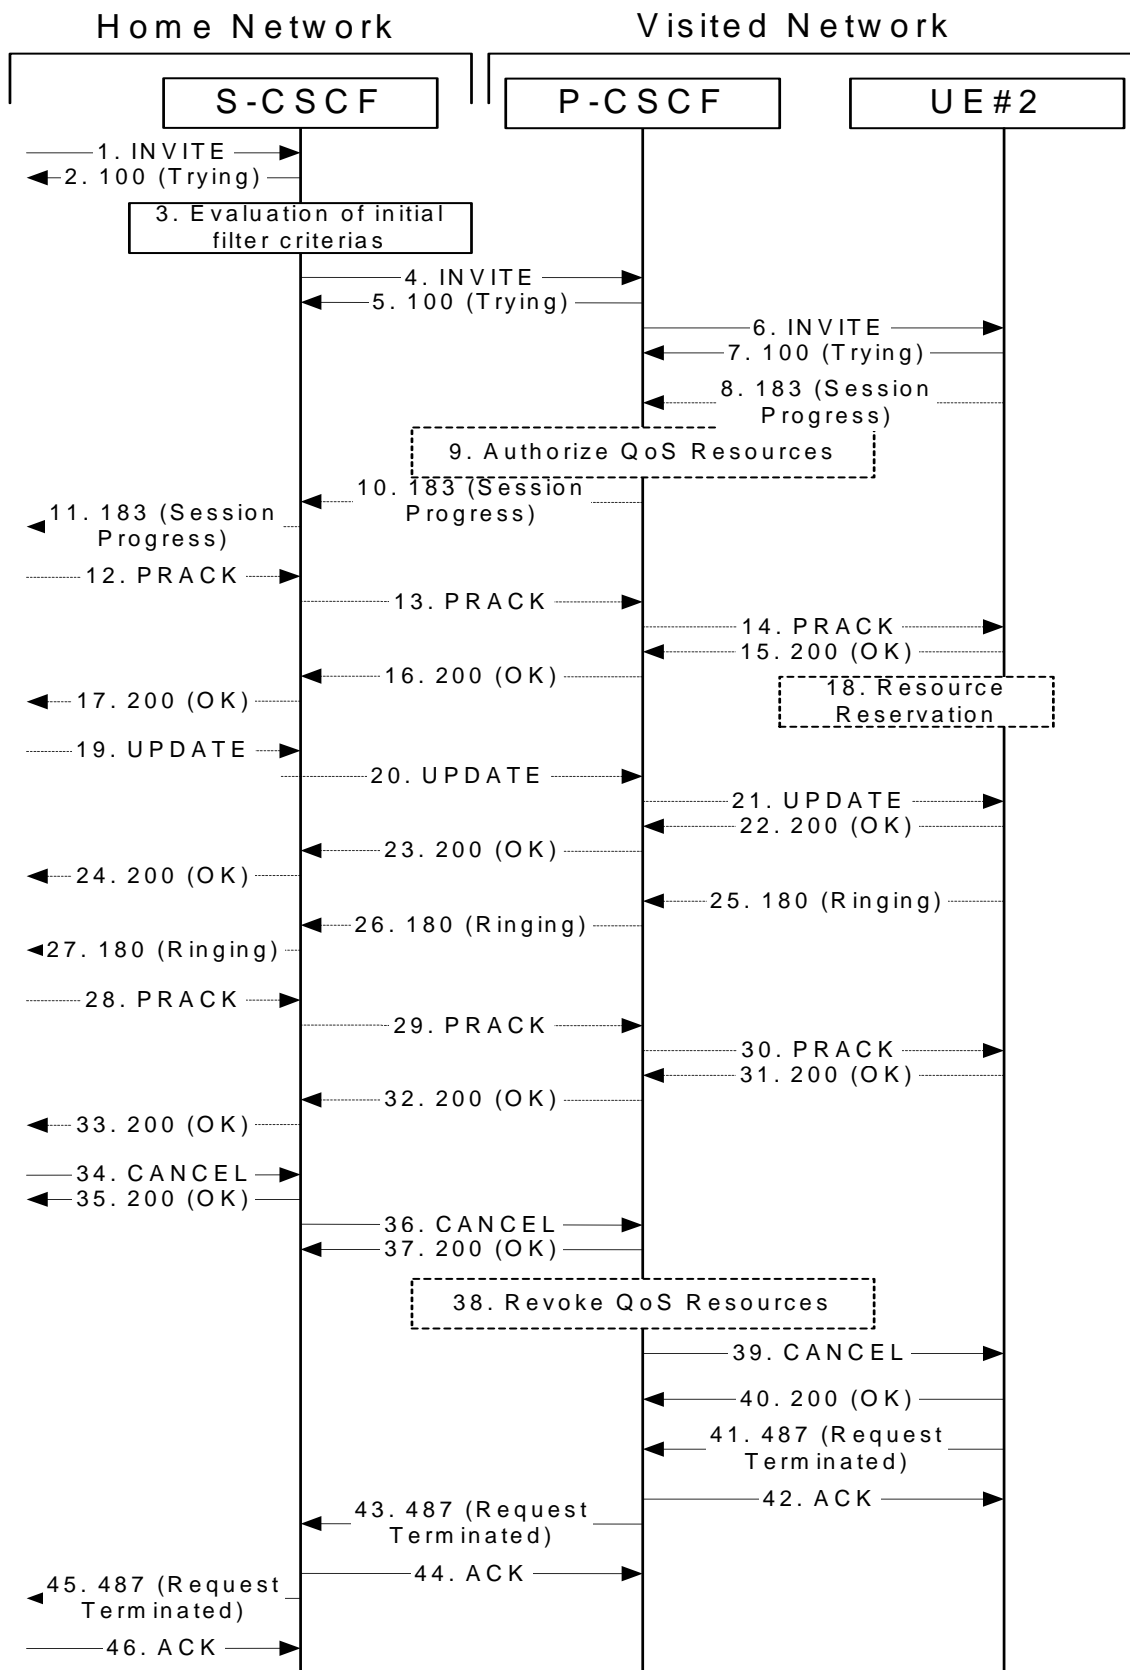 Home Network
Visited Network
S-CSCF
P-CSCF
UE#2
1. INVITE
2. 100 (Trying)
3. Evaluation of initial
filter criterias
4. INVITE
5. 100 (Trying)
6. INVITE
7. 100 (Trying)
8. 183 (Session
Progress)
9. Authorize QoS Resources
10. 183 (Session
Progress)
11. 183 (Session
Progress)
12. PRACK
13. PRACK
14. PRACK
15. 200 (OK)
16. 200 (OK)
17. 200 (OK)
18. Resource
Reservation
19. UPDATE
20. UPDATE
21. UPDATE
22. 200 (OK)
23. 200 (OK)
24. 200 (OK)
25. 180 (Ringing)
26. 180 (Ringing)
27. 180 (Ringing)
28. PRACK
29. PRACK
30. PRACK
31. 200 (OK)
32. 200 (OK)
33. 200 (OK)
34. CANCEL
35. 200 (OK)
36. CANCEL
37. 200 (OK)
38. Revoke QoS Resources
39. CANCEL
40. 200 (OK)
41. 487 (Request
Terminated)
42. ACK
43. 487 (Request
Terminated)
44. ACK
45. 487 (Request
Terminated)
46. ACK